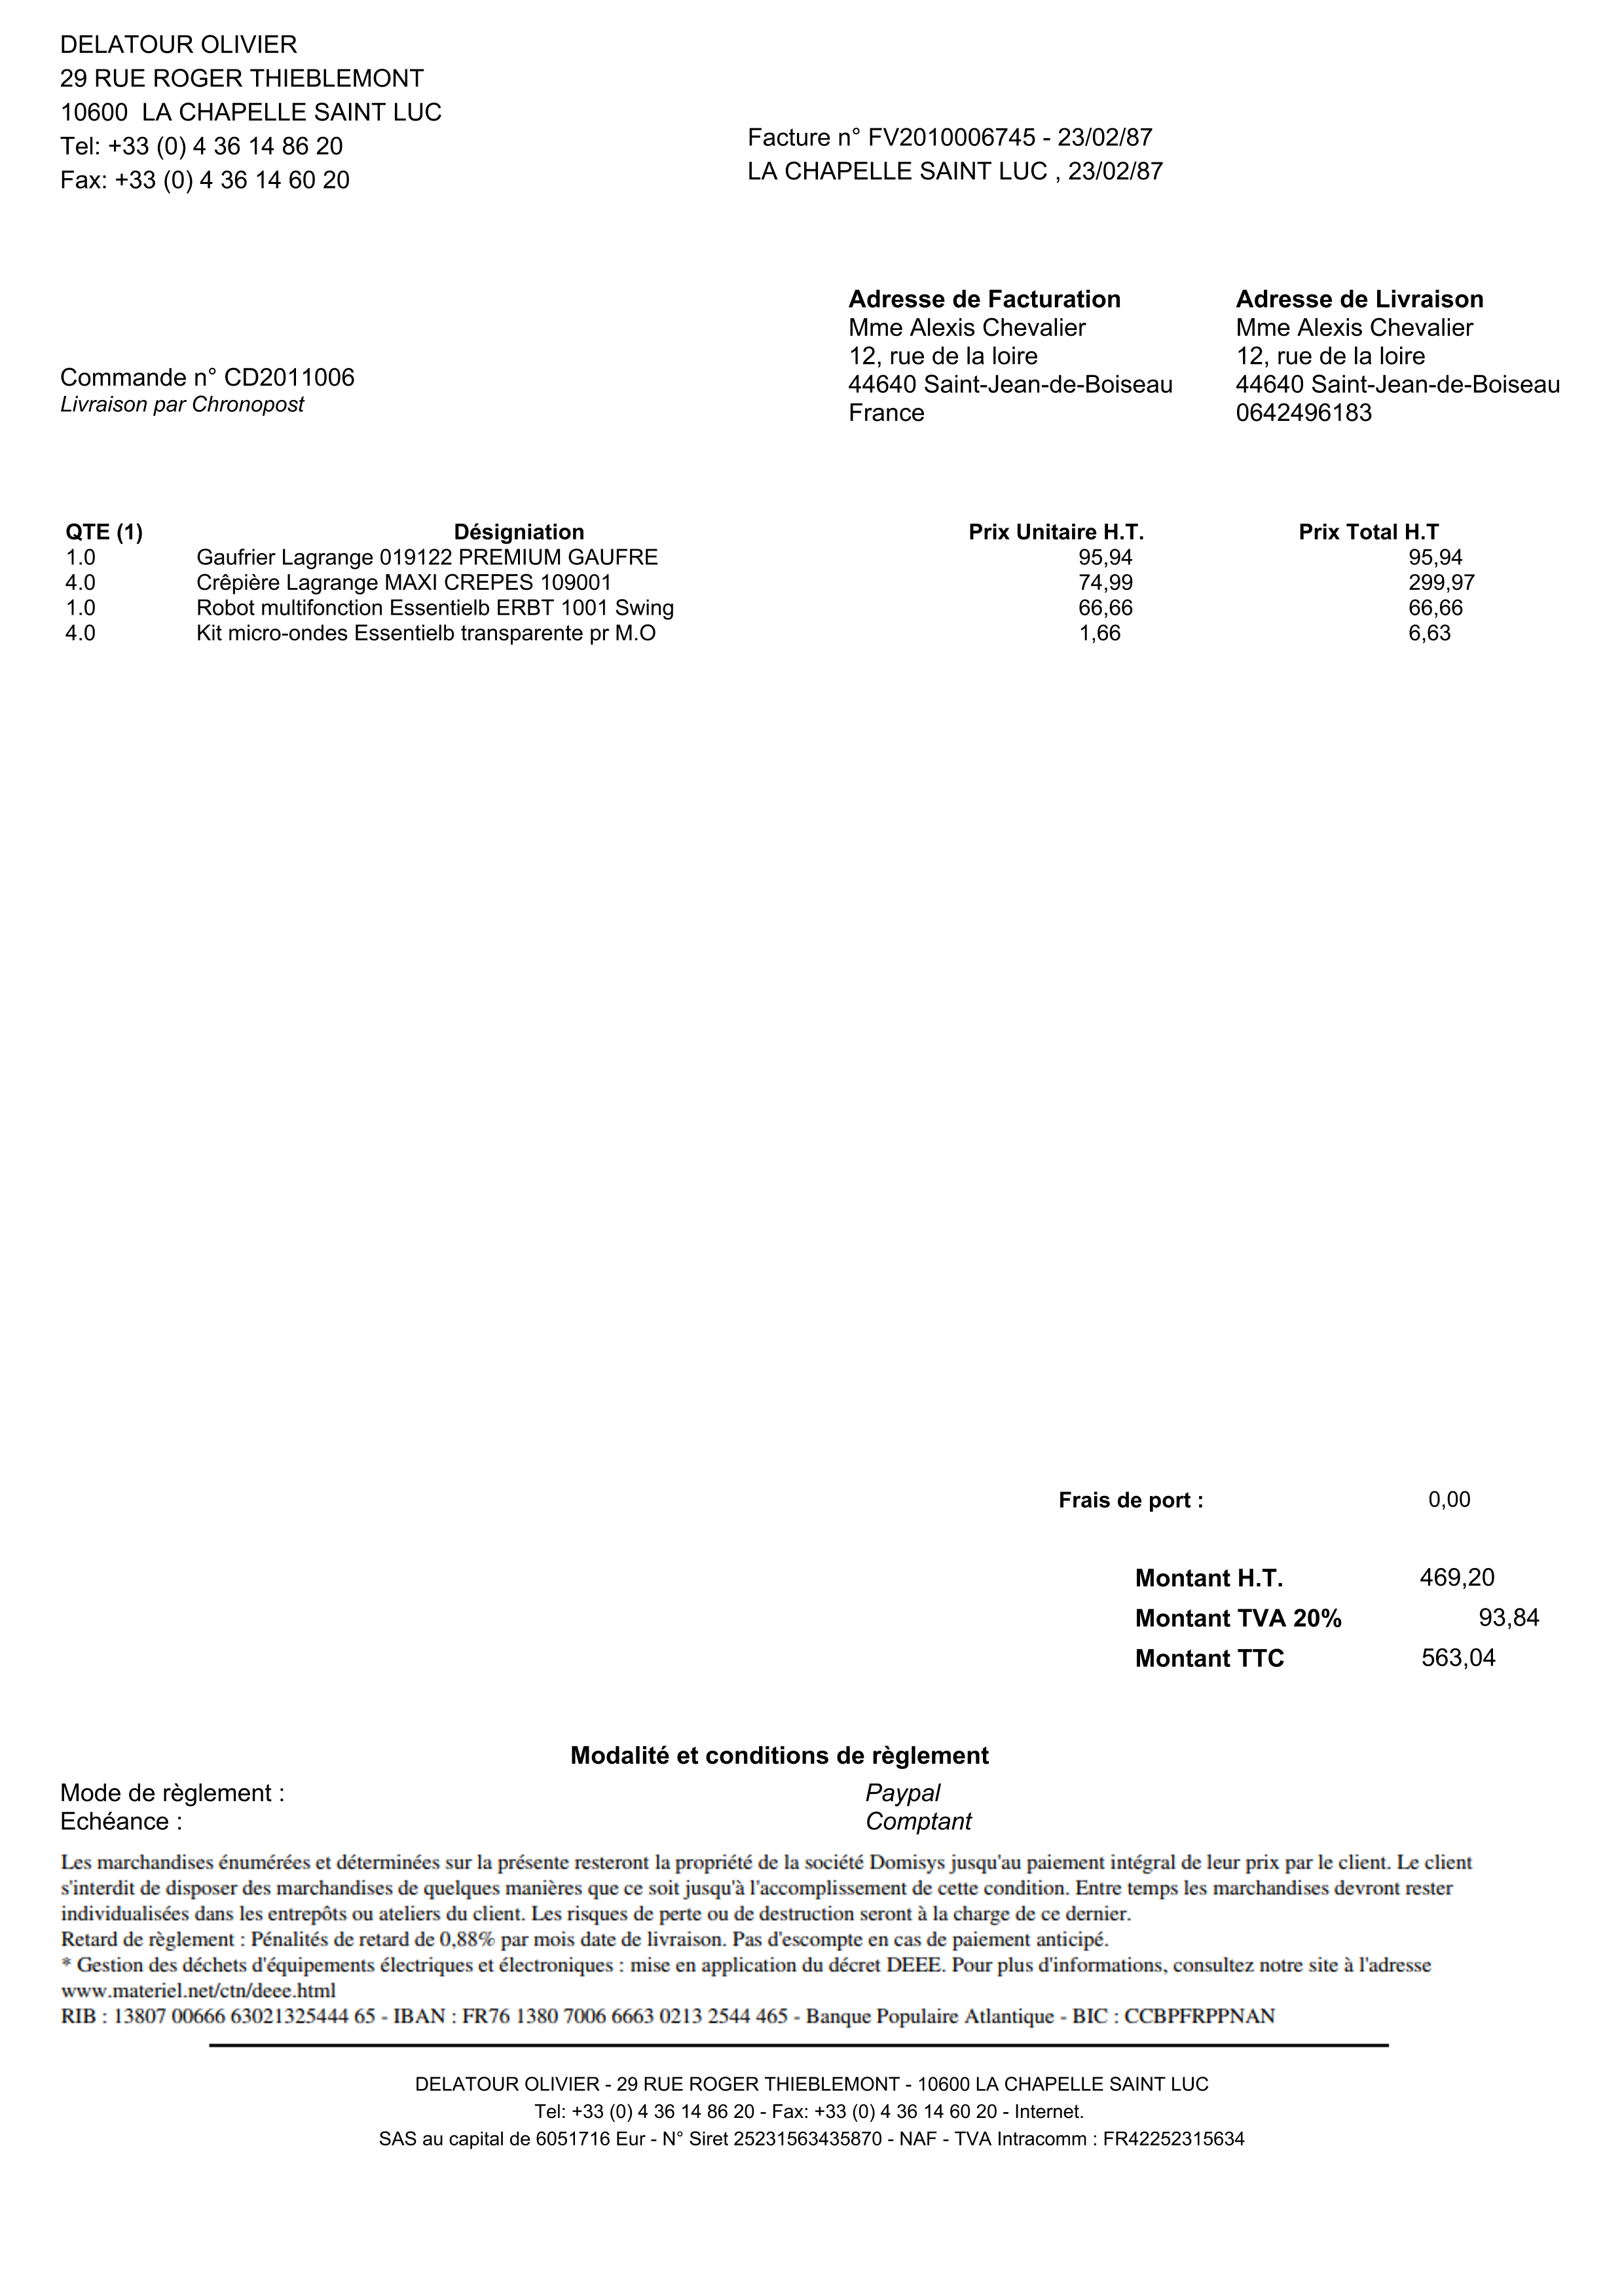 DELATOUR OLIVIER
29 RUE ROGER THIEBLEMONT
10600  LA CHAPELLE SAINT LUC
Tel: +33 (0) 4 36 14 86 20
Fax: +33 (0) 4 36 14 60 20
Facture n° FV2010006745 - 23/02/87
LA CHAPELLE SAINT LUC , 23/02/87
Commande n° CD2011006
Livraison par Chronopost
Adresse de Facturation
Mme Alexis Chevalier
12, rue de la loire
44640 Saint-Jean-de-Boiseau
France
Adresse de Livraison
Mme Alexis Chevalier
12, rue de la loire
44640 Saint-Jean-de-Boiseau
0642496183
QTE (1) Désigniation Prix Unitaire H.T. Prix Total H.T
1.0 Gaufrier Lagrange 019122 PREMIUM GAUFRE 95,94 95,94
4.0 Crêpière Lagrange MAXI CREPES 109001 74,99 299,97
1.0 Robot multifonction Essentielb ERBT 1001 Swing 66,66 66,66
4.0 Kit micro-ondes Essentielb transparente pr M.O 1,66 6,63
Frais de port : 0,00
Montant H.T. 469,20
Montant TVA 20% 93,84
Montant TTC 563,04
Modalité et conditions de règlement
Mode de règlement : Paypal
Echéance : Comptant
Les marchandises énumérées et déterminées sur la présente resteront la propriété de la société Domisys jusqu'au paiement intégral de leur prix par le client. Le client
s'interdit de disposer des marchandises de quelques manières que ce soit jusqu'à l'accomplissement de cette condition. Entre temps les marchandises devront rester
individualisées dans les entrepôts ou ateliers du client. Les risques de perte ou de destruction seront à la charge de ce dernier.
Retard de règlement : Pénalités de retard de 0,88% par mois date de livraison. Pas d'escompte en cas de paiement anticipé.
* Gestion des déchets d'équipements électriques et électroniques : mise en application du décret DEEE. Pour plus d'informations, consultez notre site à l'adresse
www.materiel.net/ctn/deee.html
RIB : 13807 00666 63021325444 65 - IBAN : FR76 1380 7006 6663 0213 2544 465 - Banque Populaire Atlantique - BIC : CCBPFRPPNAN
DELATOUR OLIVIER - 29 RUE ROGER THIEBLEMONT - 10600 LA CHAPELLE SAINT LUC
Tel: +33 (0) 4 36 14 86 20 - Fax: +33 (0) 4 36 14 60 20 - Internet.
SAS au capital de 6051716 Eur - N° Siret 25231563435870 - NAF - TVA Intracomm : FR42252315634